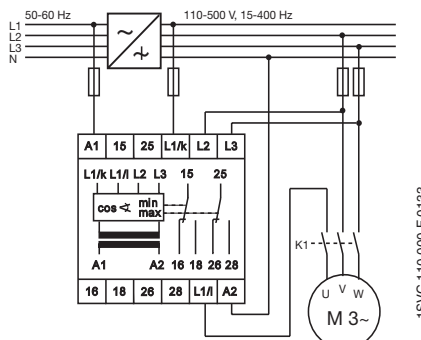 50-60 Hz 110-500 V, 15-400 Hz
L1
L2
L3
N
~
A1 15 25 L1/k L2 L3
L1/k L1/l L2 L3 15 25
cos ∢ min
max
A1 A2 16 18 26 28
16 18 26 28 L1/l A2
K1
U V W
M 3~
1SVC 110 000 F 0133